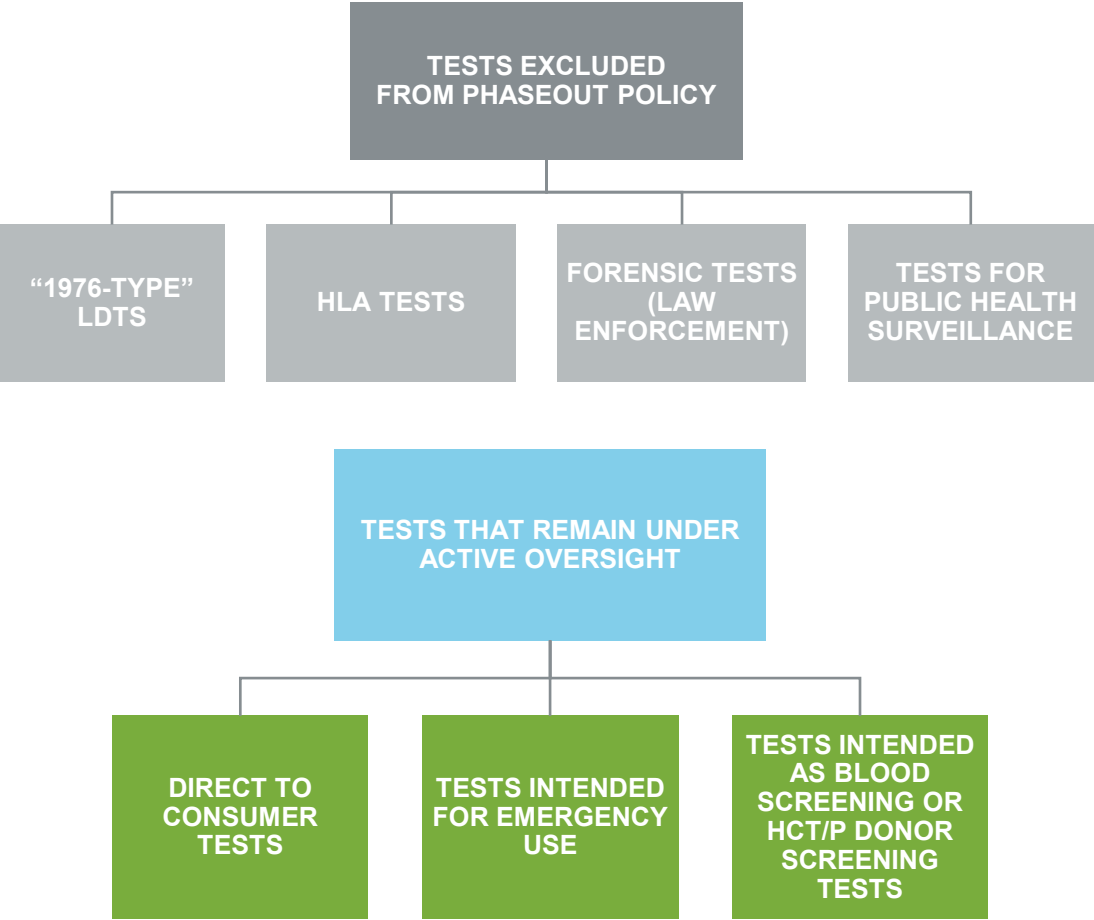 TESTS EXCLUDED
FROM PHASEOUT POLICY
“1976-TYPE”
LDTS
HLA TESTS
FORENSIC TESTS
(LAW
ENFORCEMENT)
TESTS FOR
PUBLIC HEALTH
SURVEILLANCE
TESTS THAT REMAIN UNDER
ACTIVE OVERSIGHT
DIRECT TO
CONSUMER
TESTS
TESTS INTENDED
FOR EMERGENCY
USE
TESTS INTENDED
AS BLOOD
SCREENING OR
HCT/P DONOR
SCREENING
TESTS